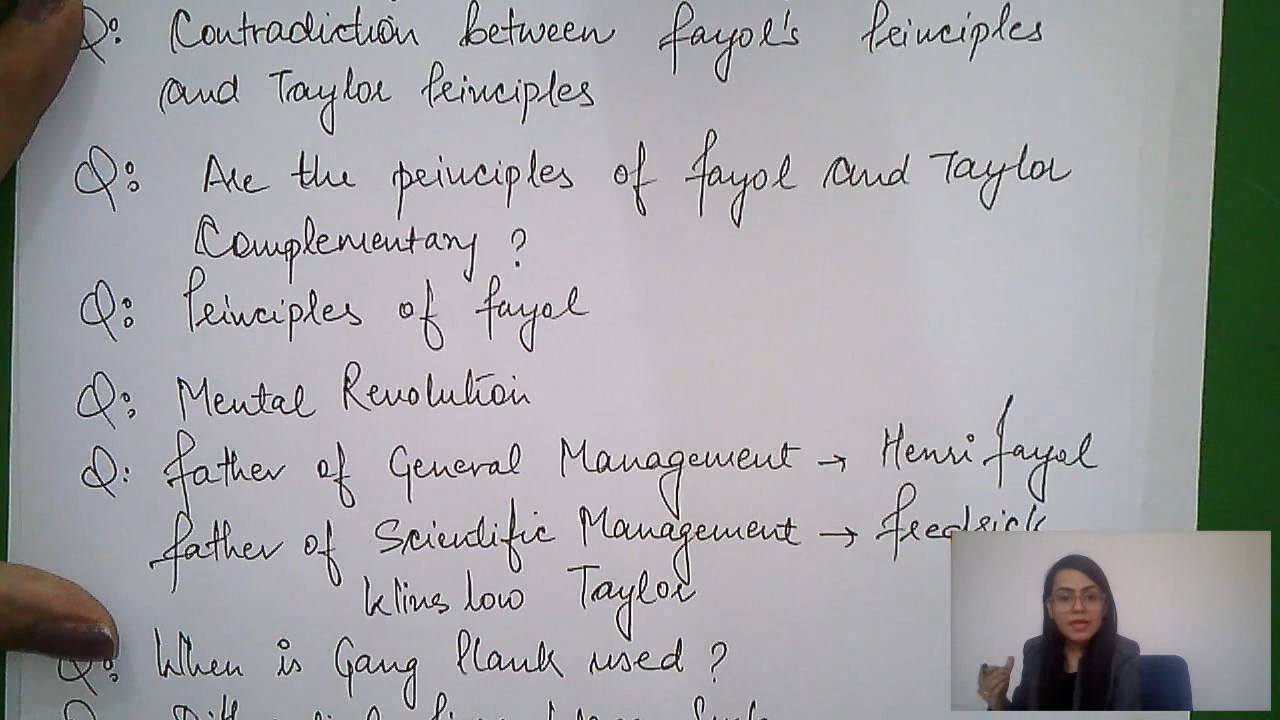 Q: Contradiction between Fayol's Principles
and Taylor Principles
Q: Are the principles of Fayol and Taylor
Complementary ?
Q: Principles of Fayol
Q: Mental Revolution
Q: Father of General Management → Henri Fayol
Father of Scientific Management → Fredrick
Klinslow Taylor
Q: When is Gang Plank used ?
Q: